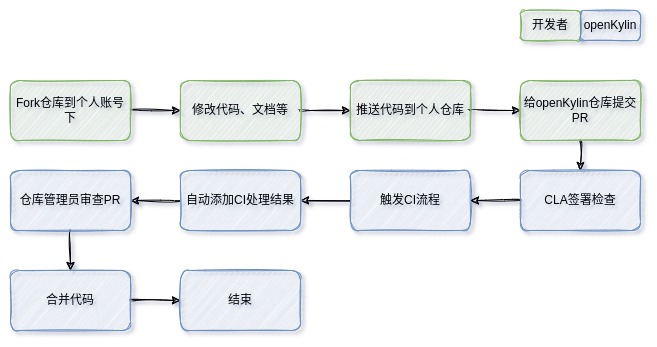 开发者
openKylin
Fork仓库到个人账号
下
修改代码、文档等
推送代码到个人仓库
给openKylin仓库提交
PR
仓库管理员审查PR
自动添加CI处理结果
触发CI流程
CLA签署检查
合并代码
结束